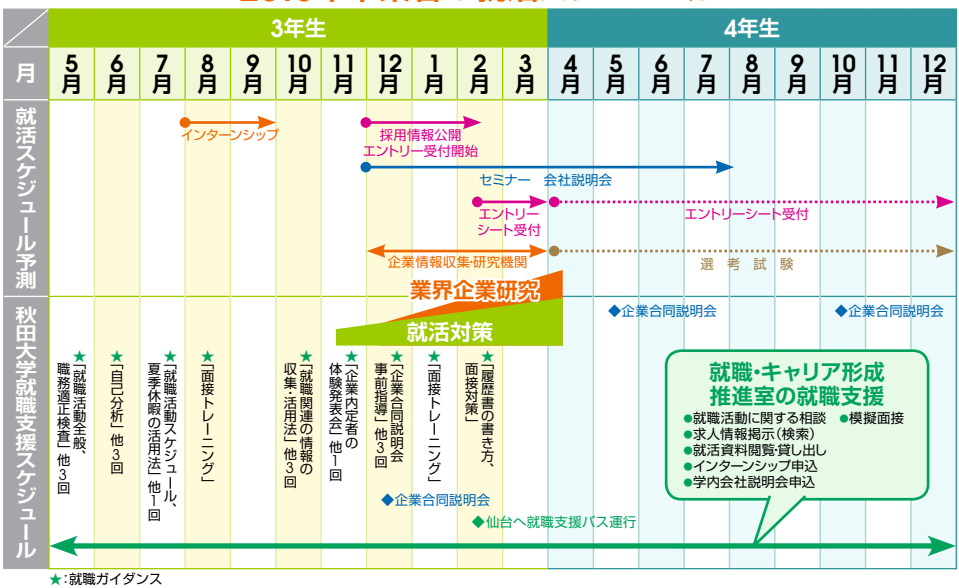 3年生
4年生
月
5月
6月
7月
8月
9月
10月
11月
12月
1月
2月
3月
4月
5月
6月
7月
8月
9月
10月
11月
12月
就活スケジュール予測
インターンシップ
採用情報公開
エントリー受付開始
セミナー 会社説明会
エントリー
シート受付
エントリーシート受付
企業情報収集・研究機関
選考試験
業界企業研究
就活対策
秋田大学就職支援スケジュール
◆企業合同説明会
◆企業合同説明会
★「就職活動全般、
職務適正検査」他3回
★「自己分析」他3回
★「就職活動スケジュール、
夏季休暇の活用法」他1回
★「面接トレーニング」
★「就職関連の情報の
収集・活用法」他3回
★「企業内定者の
体験発表会」他1回
★「企業合同説明会
事前指導」他3回
★「面接トレーニング」
★「履歴書の書き方、
面接対策」
◆企業合同説明会
◆仙台へ就職支援バス運行
就職・キャリア形成
推進室の就職支援
●就職活動に関する相談 ●模擬面接
●求人情報掲示(検索)
●就活資料閲覧・貸し出し
●インターンシップ申込
●学内会社説明会申込
★:就職ガイダンス